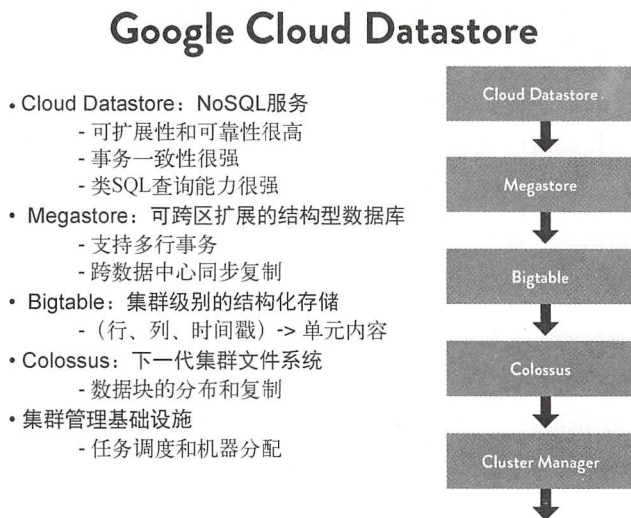 Google Cloud Datastore
• Cloud Datastore：NoSQL服务
- 可扩展性和可靠性很高
- 事务一致性很强
- 类SQL查询能力很强
• Megastore：可跨区扩展的结构型数据库
- 支持多行事务
- 跨数据中心同步复制
• Bigtable：集群级别的结构化存储
-（行、列、时间戳）-> 单元内容
• Colossus：下一代集群文件系统
- 数据块的分布和复制
• 集群管理基础设施
- 任务调度和机器分配
Cloud Datastore
Megastore
Bigtable
Colossus
Cluster Manager